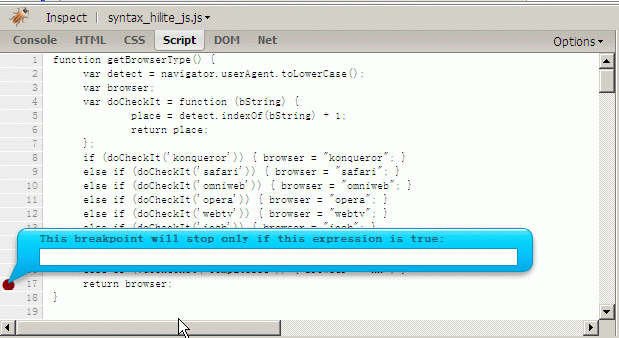 Inspect syntax_hilite_js.js
Console HTML CSS Script DOM Net Options
1 function getBrowserType() {
2 var detect = navigator.userAgent.toLowerCase();
3 var browser;
4 var doCheckIt = function (bString) {
5 place = detect.indexOf(bString) + 1;
6 return place;
7 };
8 if (doCheckIt('konqueror')) { browser = "konqueror"; }
9 else if (doCheckIt('safari')) { browser = "safari"; }
10 else if (doCheckIt('omniweb')) { browser = "omniweb"; }
11 else if (doCheckIt('opera')) { browser = "opera"; }
12 else if (doCheckIt('webtv')) { browser = "webtv"; }
13 else if (doCheckIt('icab')) { browser = "icab"; }
This breakpoint will stop only if this expression is true:
17 return browser;
18 }
19